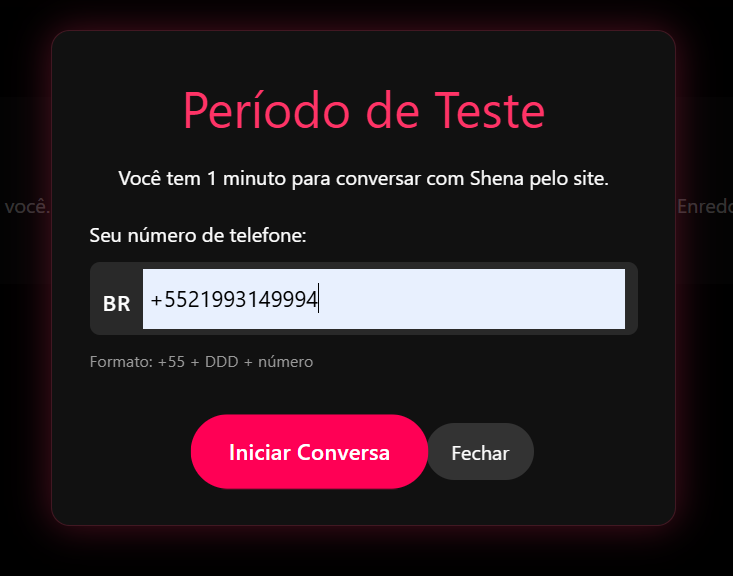 Período de Teste
Você tem 1 minuto para conversar com Shena pelo site.
você.
Enredo
Seu número de telefone:
BR +5521993149994
Formato: +55 + DDD + número
Iniciar Conversa Fechar